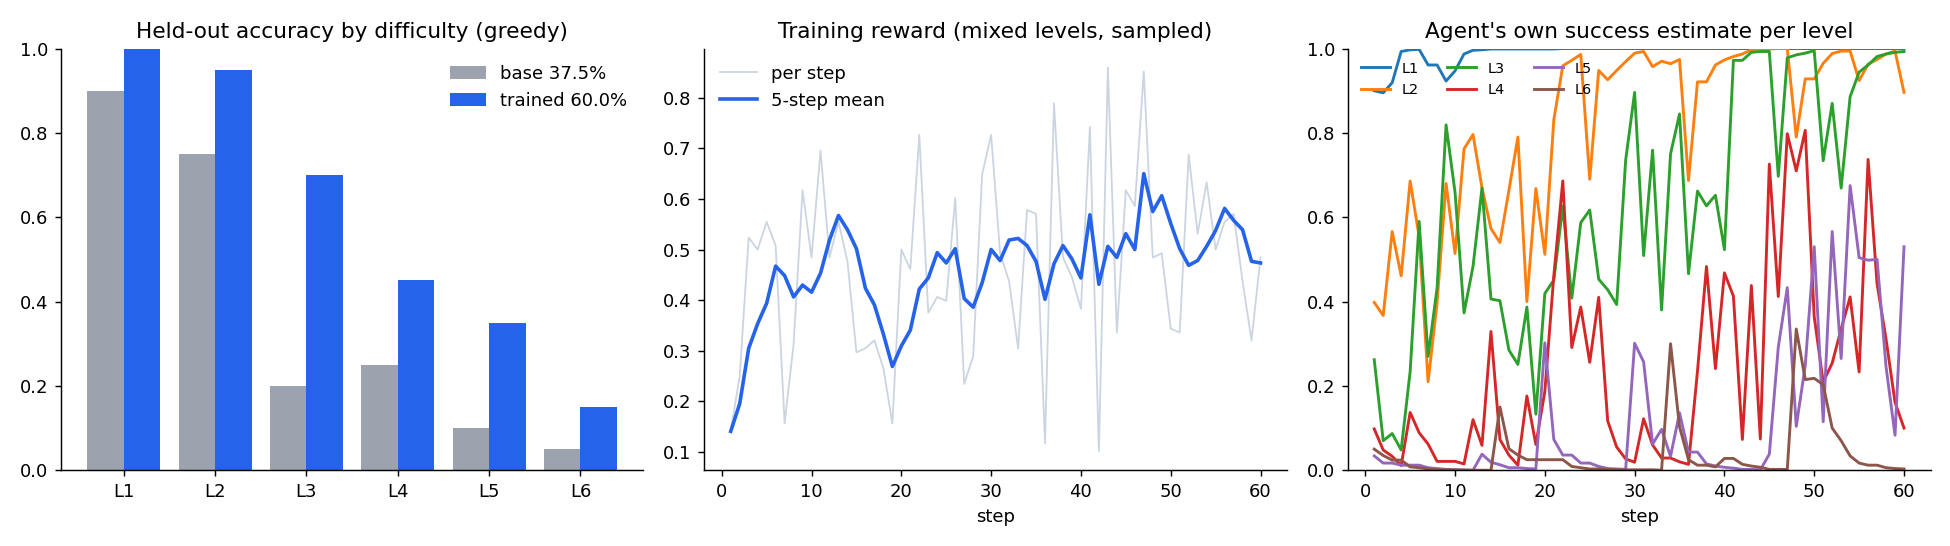 Held-out accuracy by difficulty (greedy)
1.0
0.8
0.6
0.4
0.2
0.0
base 37.5%
trained 60.0%
L1 L2 L3 L4 L5 L6
Training reward (mixed levels, sampled)
per step
5-step mean
0.8
0.7
0.6
0.5
0.4
0.3
0.2
0.1
0 10 20 30 40 50 60
step
Agent's own success estimate per level
1.0
0.8
0.6
0.4
0.2
0.0
L1 L3 L5
L2 L4 L6
0 10 20 30 40 50 60
step